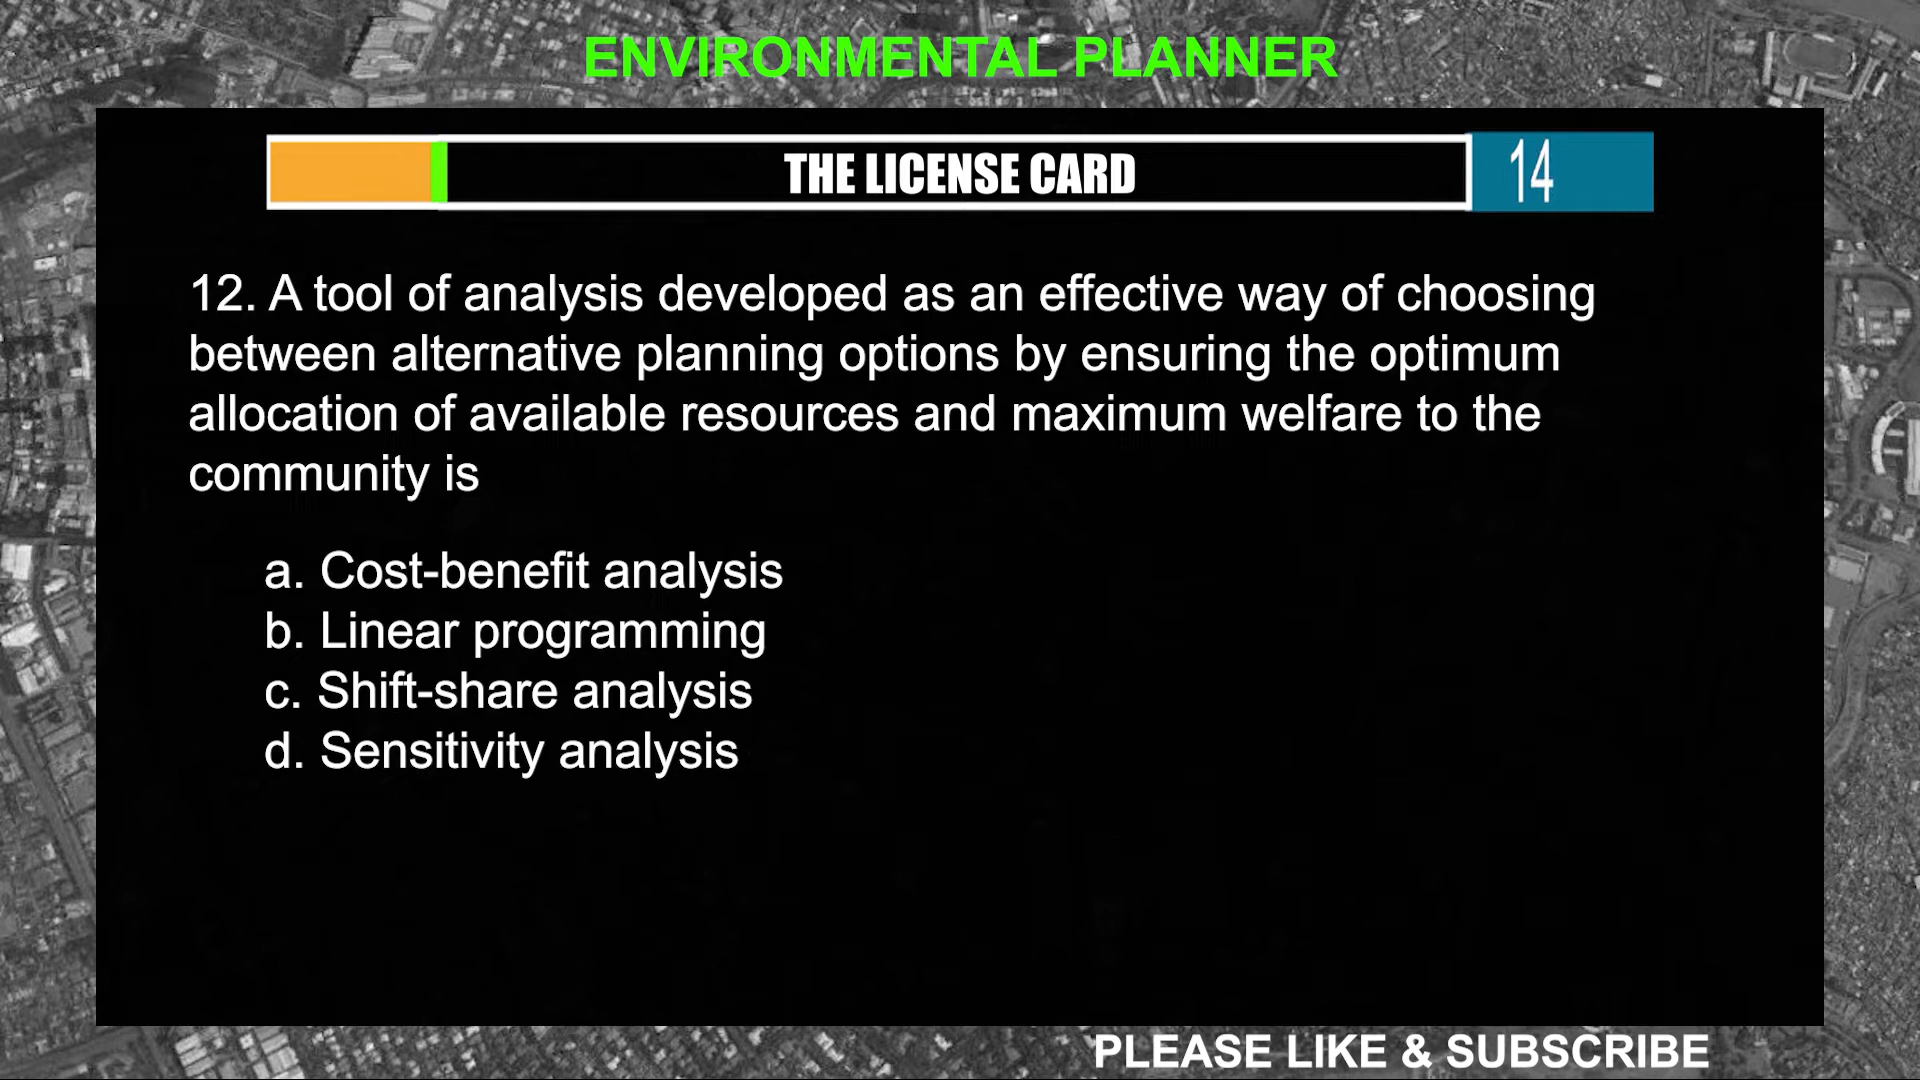 ENVIRONMENTAL PLANNER
THE LICENSE CARD
14
12. A tool of analysis developed as an effective way of choosing
between alternative planning options by ensuring the optimum
allocation of available resources and maximum welfare to the
community is
a. Cost-benefit analysis
b. Linear programming
c. Shift-share analysis
d. Sensitivity analysis
PLEASE LIKE & SUBSCRIBE